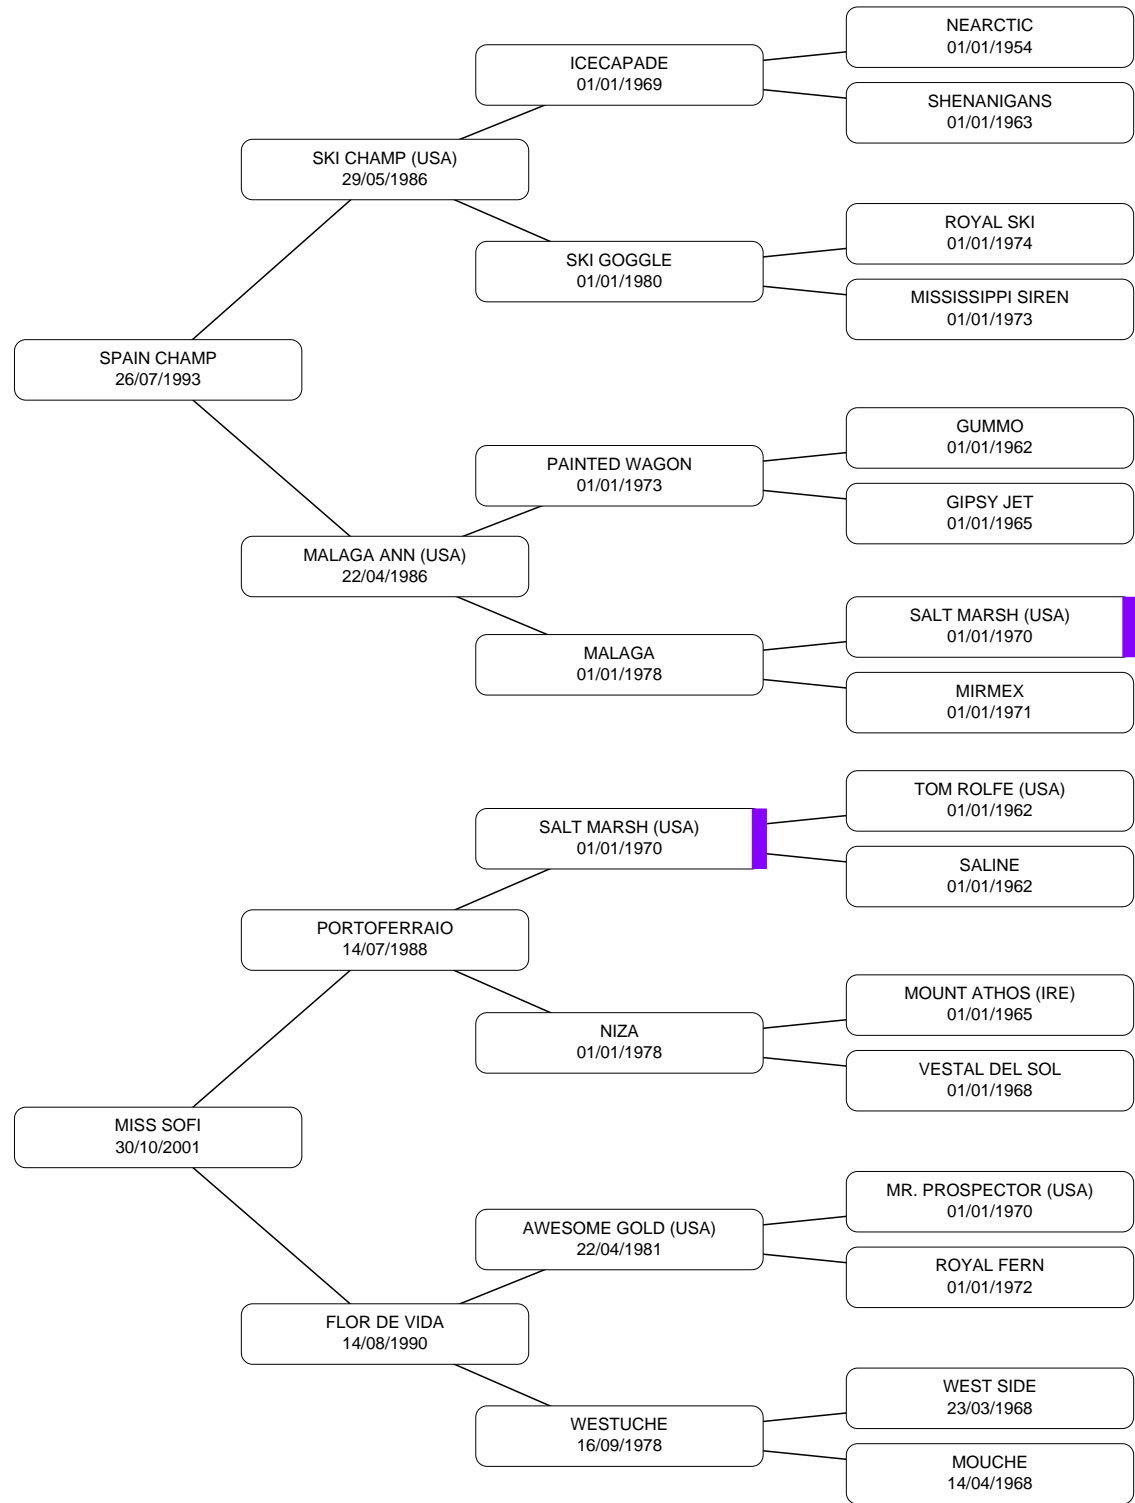 NEARCTIC
01/01/1954
ICECAPADE
01/01/1969
SHENANIGANS
01/01/1963
SKI CHAMP (USA)
29/05/1986
ROYAL SKI
01/01/1974
SKI GOGGLE
01/01/1980
MISSISSIPPI SIREN
01/01/1973
SPAIN CHAMP
26/07/1993
GUMMO
01/01/1962
PAINTED WAGON
01/01/1973
GIPSY JET
01/01/1965
MALAGA ANN (USA)
22/04/1986
SALT MARSH (USA)
01/01/1970
MALAGA
01/01/1978
MIRMEX
01/01/1971
TOM ROLFE (USA)
01/01/1962
SALT MARSH (USA)
01/01/1970
SALINE
01/01/1962
PORTOFERRAIO
14/07/1988
MOUNT ATHOS (IRE)
01/01/1965
NIZA
01/01/1978
VESTAL DEL SOL
01/01/1968
MISS SOFI
30/10/2001
MR. PROSPECTOR (USA)
01/01/1970
AWESOME GOLD (USA)
22/04/1981
ROYAL FERN
01/01/1972
FLOR DE VIDA
14/08/1990
WEST SIDE
23/03/1968
WESTUCHE
16/09/1978
MOUCHE
14/04/1968